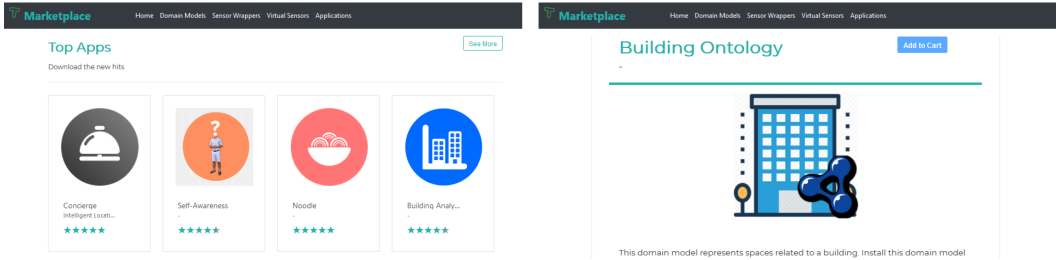 T Marketplace Home Domain Models Sensor Wrappers Virtual Sensors Applications
Top Apps
See More
Download the new hits
?
Concierge
Intelligent Locati...
-
Self-Awareness
-
Noodle
-
Building Analy...
-
T Marketplace Home Domain Models Sensor Wrappers Virtual Sensors Applications
Building Ontology
Add to Cart
-
This domain model represents spaces related to a building. Install this domain model